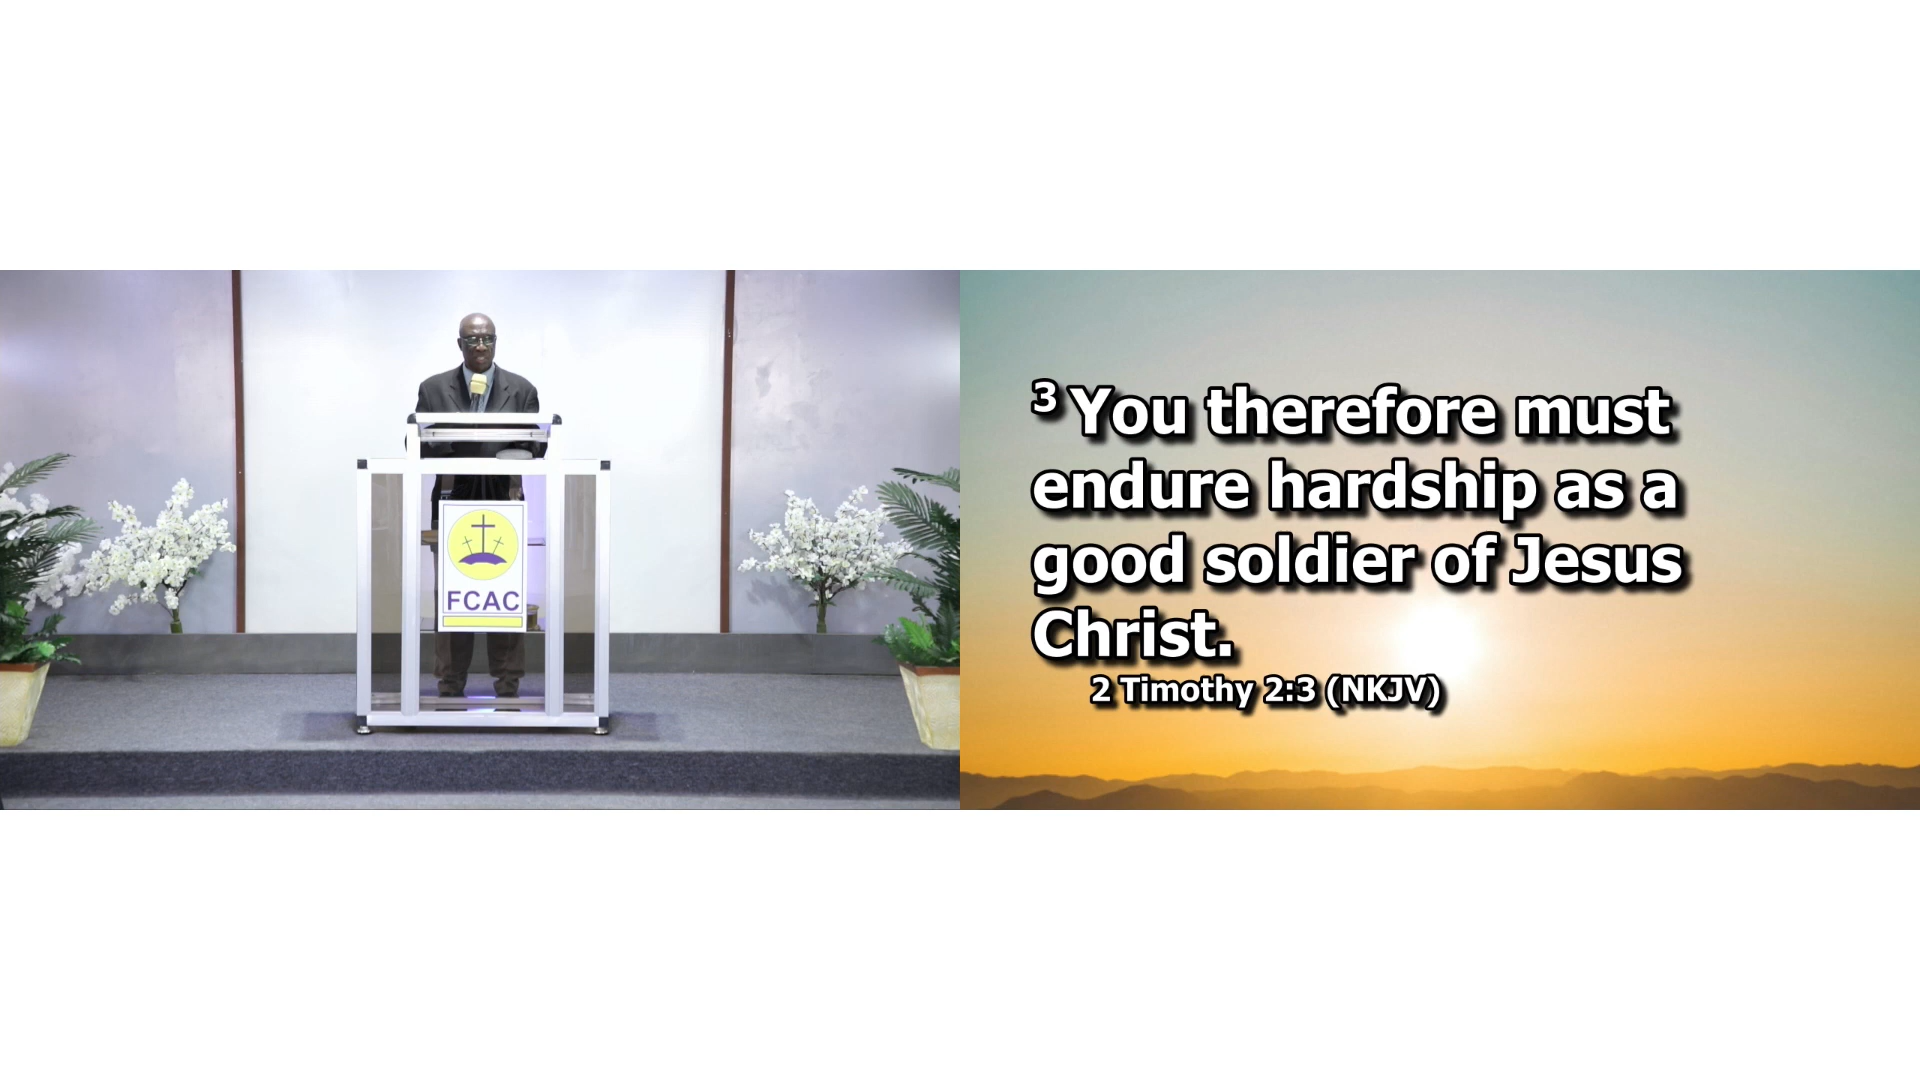 FCAC
3 You therefore must
endure hardship as a
good soldier of Jesus
Christ.
2 Timothy 2:3 (NKJV)